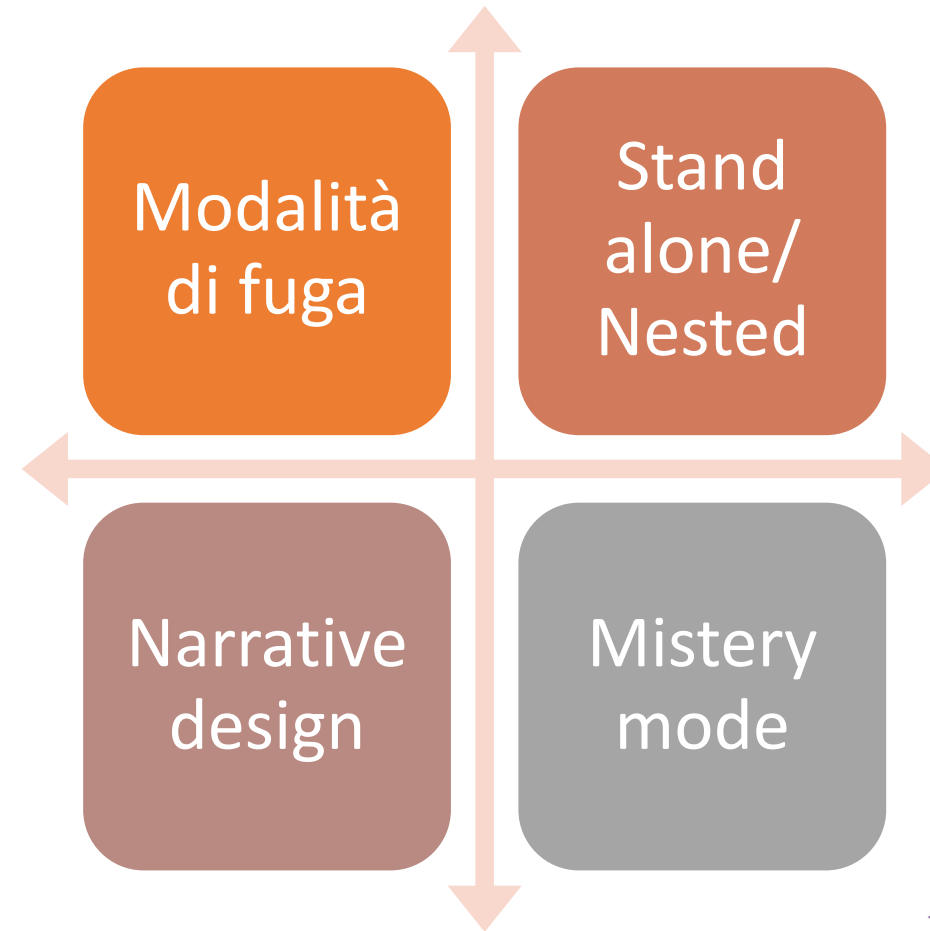 Modalità
di fuga
Stand
alone/
Nested
Narrative
design
Mistery
mode